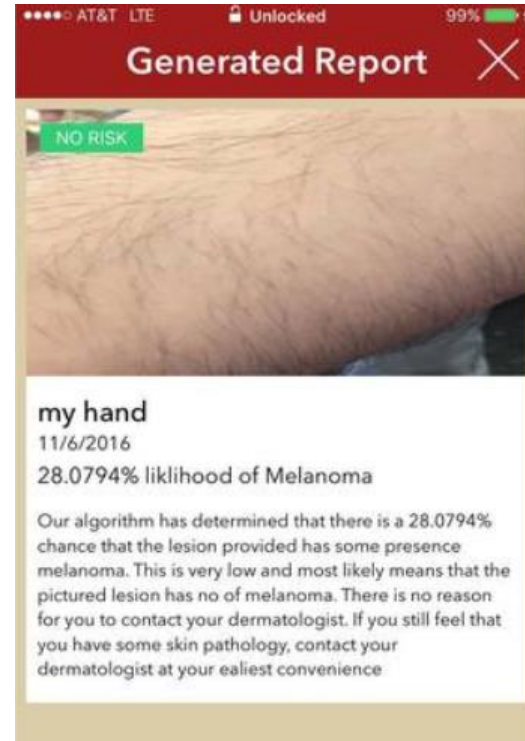 AT&T LTE Unlocked 99%
Generated Report
NO RISK
my hand
11/6/2016
28.0794% liklihood of Melanoma
Our algorithm has determined that there is a 28.0794%
chance that the lesion provided has some presence
melanoma. This is very low and most likely means that the
pictured lesion has no of melanoma. There is no reason
for you to contact your dermatologist. If you still feel that
you have some skin pathology, contact your
dermatologist at your ealiest convenience